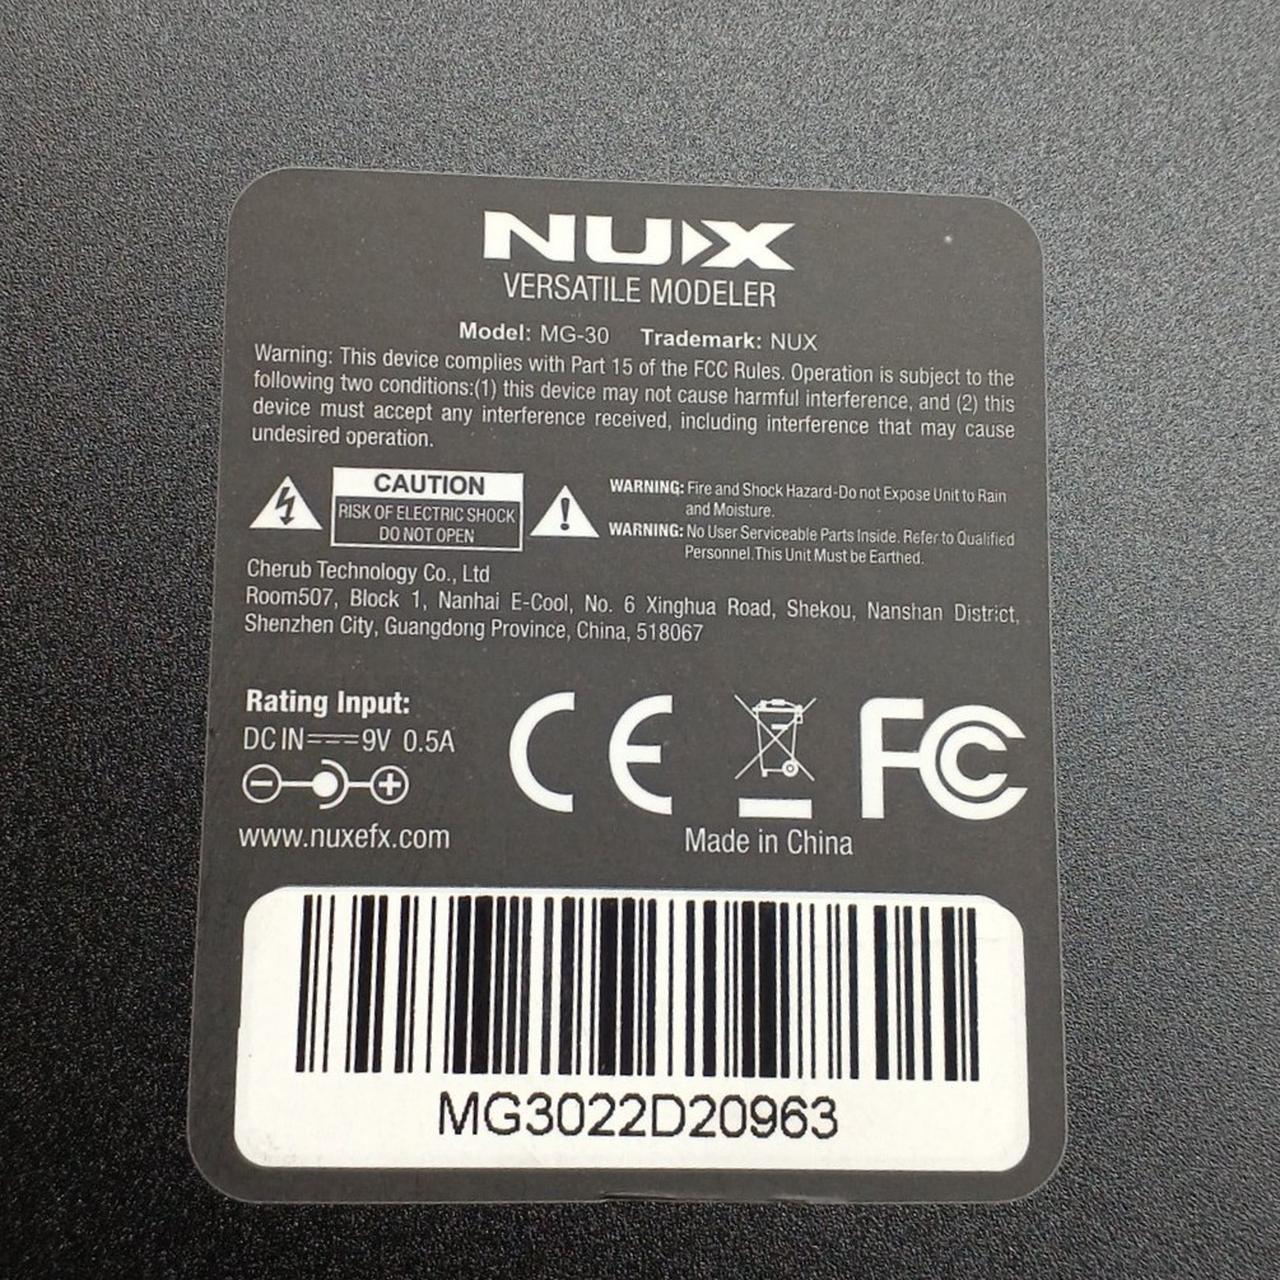 NUX
VERSATILE MODELER
Model: MG-30 Trademark: NUX
Warning: This device complies with Part 15 of the FCC Rules. Operation is subject to the
following two conditions:(1) this device may not cause harmful interference, and (2) this
device must accept any interference received, including interference that may cause
undesired operation.
CAUTION
RISK OF ELECTRIC SHOCK
DO NOT OPEN
WARNING: Fire and Shock Hazard-Do not Expose Unit to Rain
and Moisture.
WARNING: No User Serviceable Parts Inside. Refer to Qualified
Personnel.This Unit Must be Earthed.
Cherub Technology Co., Ltd
Room507, Block 1, Nanhai E-Cool, No. 6 Xinghua Road, Shekou, Nanshan District,
Shenzhen City, Guangdong Province, China, 518067
Rating Input:
DC IN 9V 0.5A
CE FC
www.nuxefx.com
Made in China
MG3022D20963